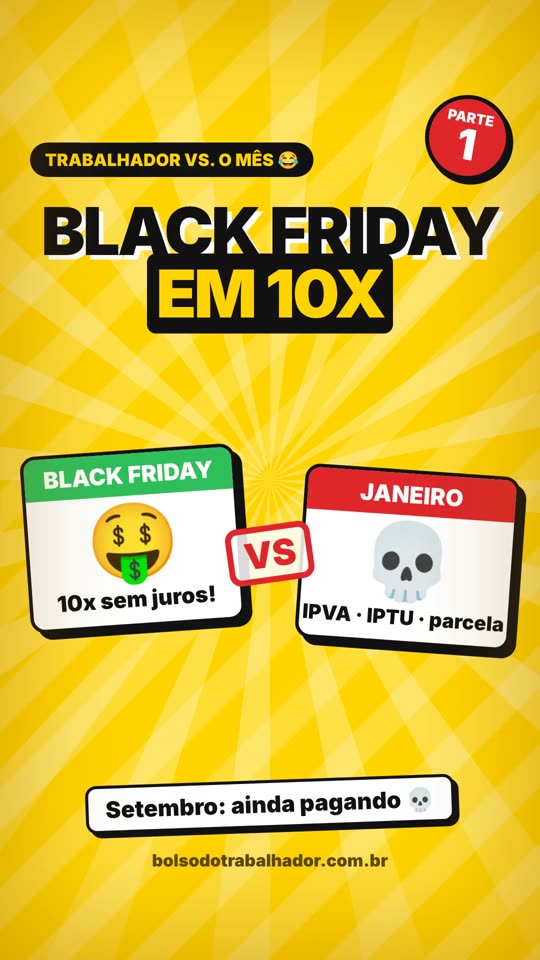 PARTE
1
TRABALHADOR VS. O MÊS 😂
BLACK FRIDAY
EM 10X
BLACK FRIDAY
10x sem juros!
VS
JANEIRO
IPVA · IPTU · parcela
Setembro: ainda pagando 💀
bolsodotrabalhador.com.br